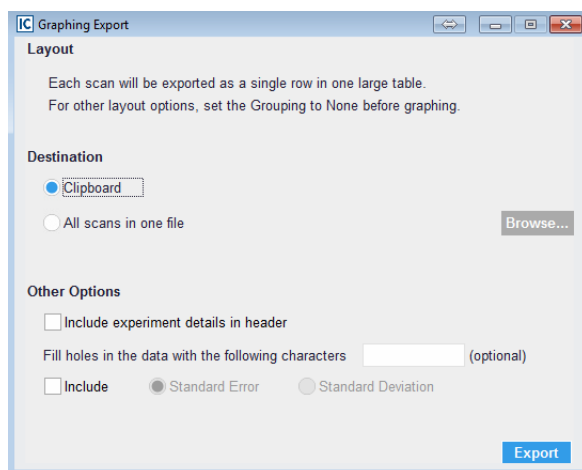 IC Graphing Export
Layout
Each scan will be exported as a single row in one large table.
For other layout options, set the Grouping to None before graphing.
Destination
Clipboard
All scans in one file Browse...
Other Options
Include experiment details in header
Fill holes in the data with the following characters (optional)
Include Standard Error Standard Deviation
Export